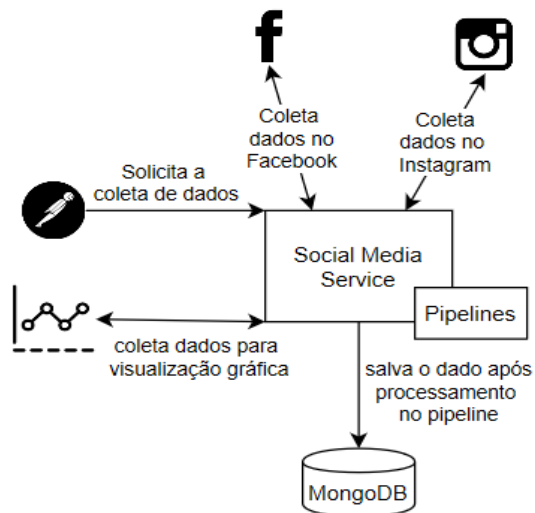 Coleta
dados no
Facebook
Coleta
dados no
Instagram
Solicita a
coleta de dados
Social Media
Service
Pipelines
coleta dados para
visualização gráfica
salva o dado após
processamento
no pipeline
MongoDB